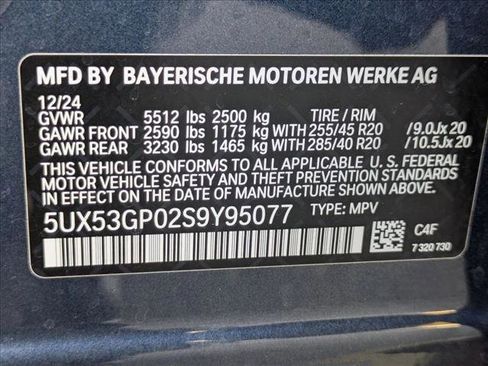 MFD BY BAYERISCHE MOTOREN WERKE AG
12/24
GVWR 5512 lbs 2500 kg TIRE / RIM
GAWR FRONT 2590 lbs 1175 kg WITH 255/45 R20 /9.0Jx20
GAWR REAR 3230 lbs 1465 kg WITH 285/40 R20 /10.5Jx20
THIS VEHICLE CONFORMS TO ALL APPLICABLE U. S. FEDERAL
MOTOR VEHICLE SAFETY AND THEFT PREVENTION STANDARDS
IN EFFECT ON THE DATE OF MANUFACTURE SHOWN ABOVE.
5UX53GP02S9Y95077 TYPE: MPV
C4F
7 320 730